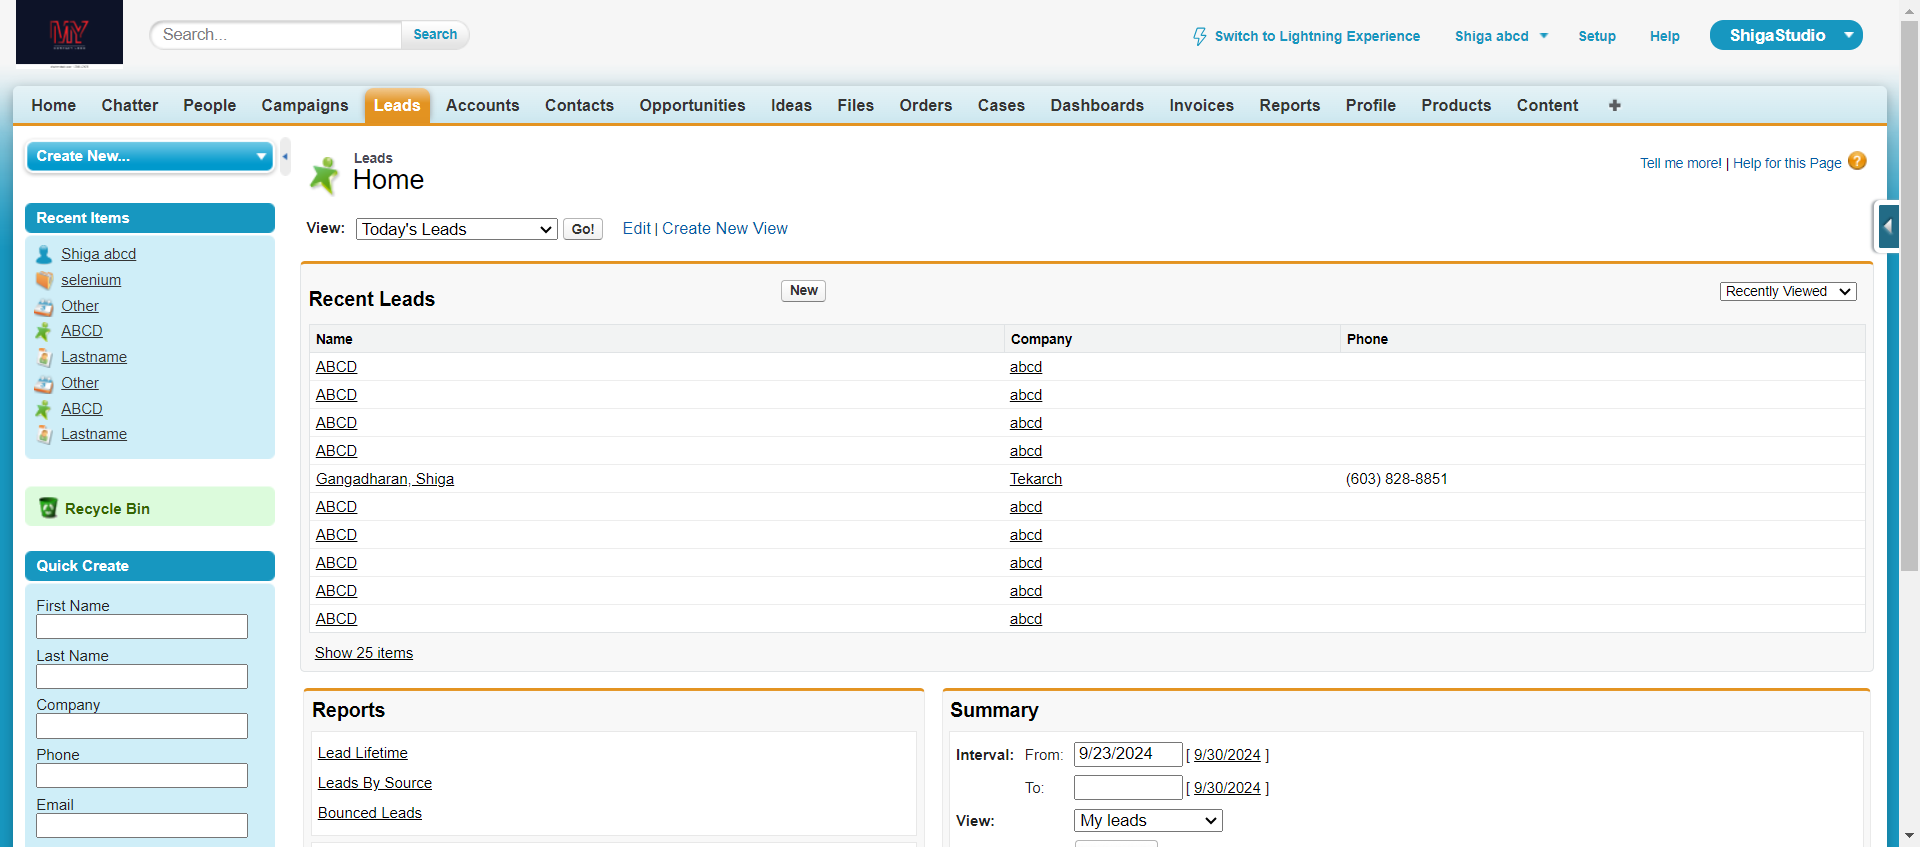 MY
Search...
Search
Switch to Lightning Experience
Shiga abcd
Setup
Help
ShigaStudio
Home Chatter People Campaigns Leads Accounts Contacts Opportunities Ideas Files Orders Cases Dashboards Invoices Reports Profile Products Content
Create New...
Recent Items
Shiga abcd
selenium
Other
ABCD
Lastname
Other
ABCD
Lastname
Recycle Bin
Quick Create
First Name
Last Name
Company
Phone
Email
Leads
Home
Tell me more! | Help for this Page ?
View: Today's Leads Go! Edit | Create New View
Recent Leads New Recently Viewed
Name Company Phone
ABCD abcd
ABCD abcd
ABCD abcd
ABCD abcd
Gangadharan, Shiga Tekarch (603) 828-8851
ABCD abcd
ABCD abcd
ABCD abcd
ABCD abcd
ABCD abcd
Show 25 items
Reports
Lead Lifetime
Leads By Source
Bounced Leads
Summary
Interval: From: 9/23/2024 [ 9/30/2024 ]
To: [ 9/30/2024 ]
View: My leads